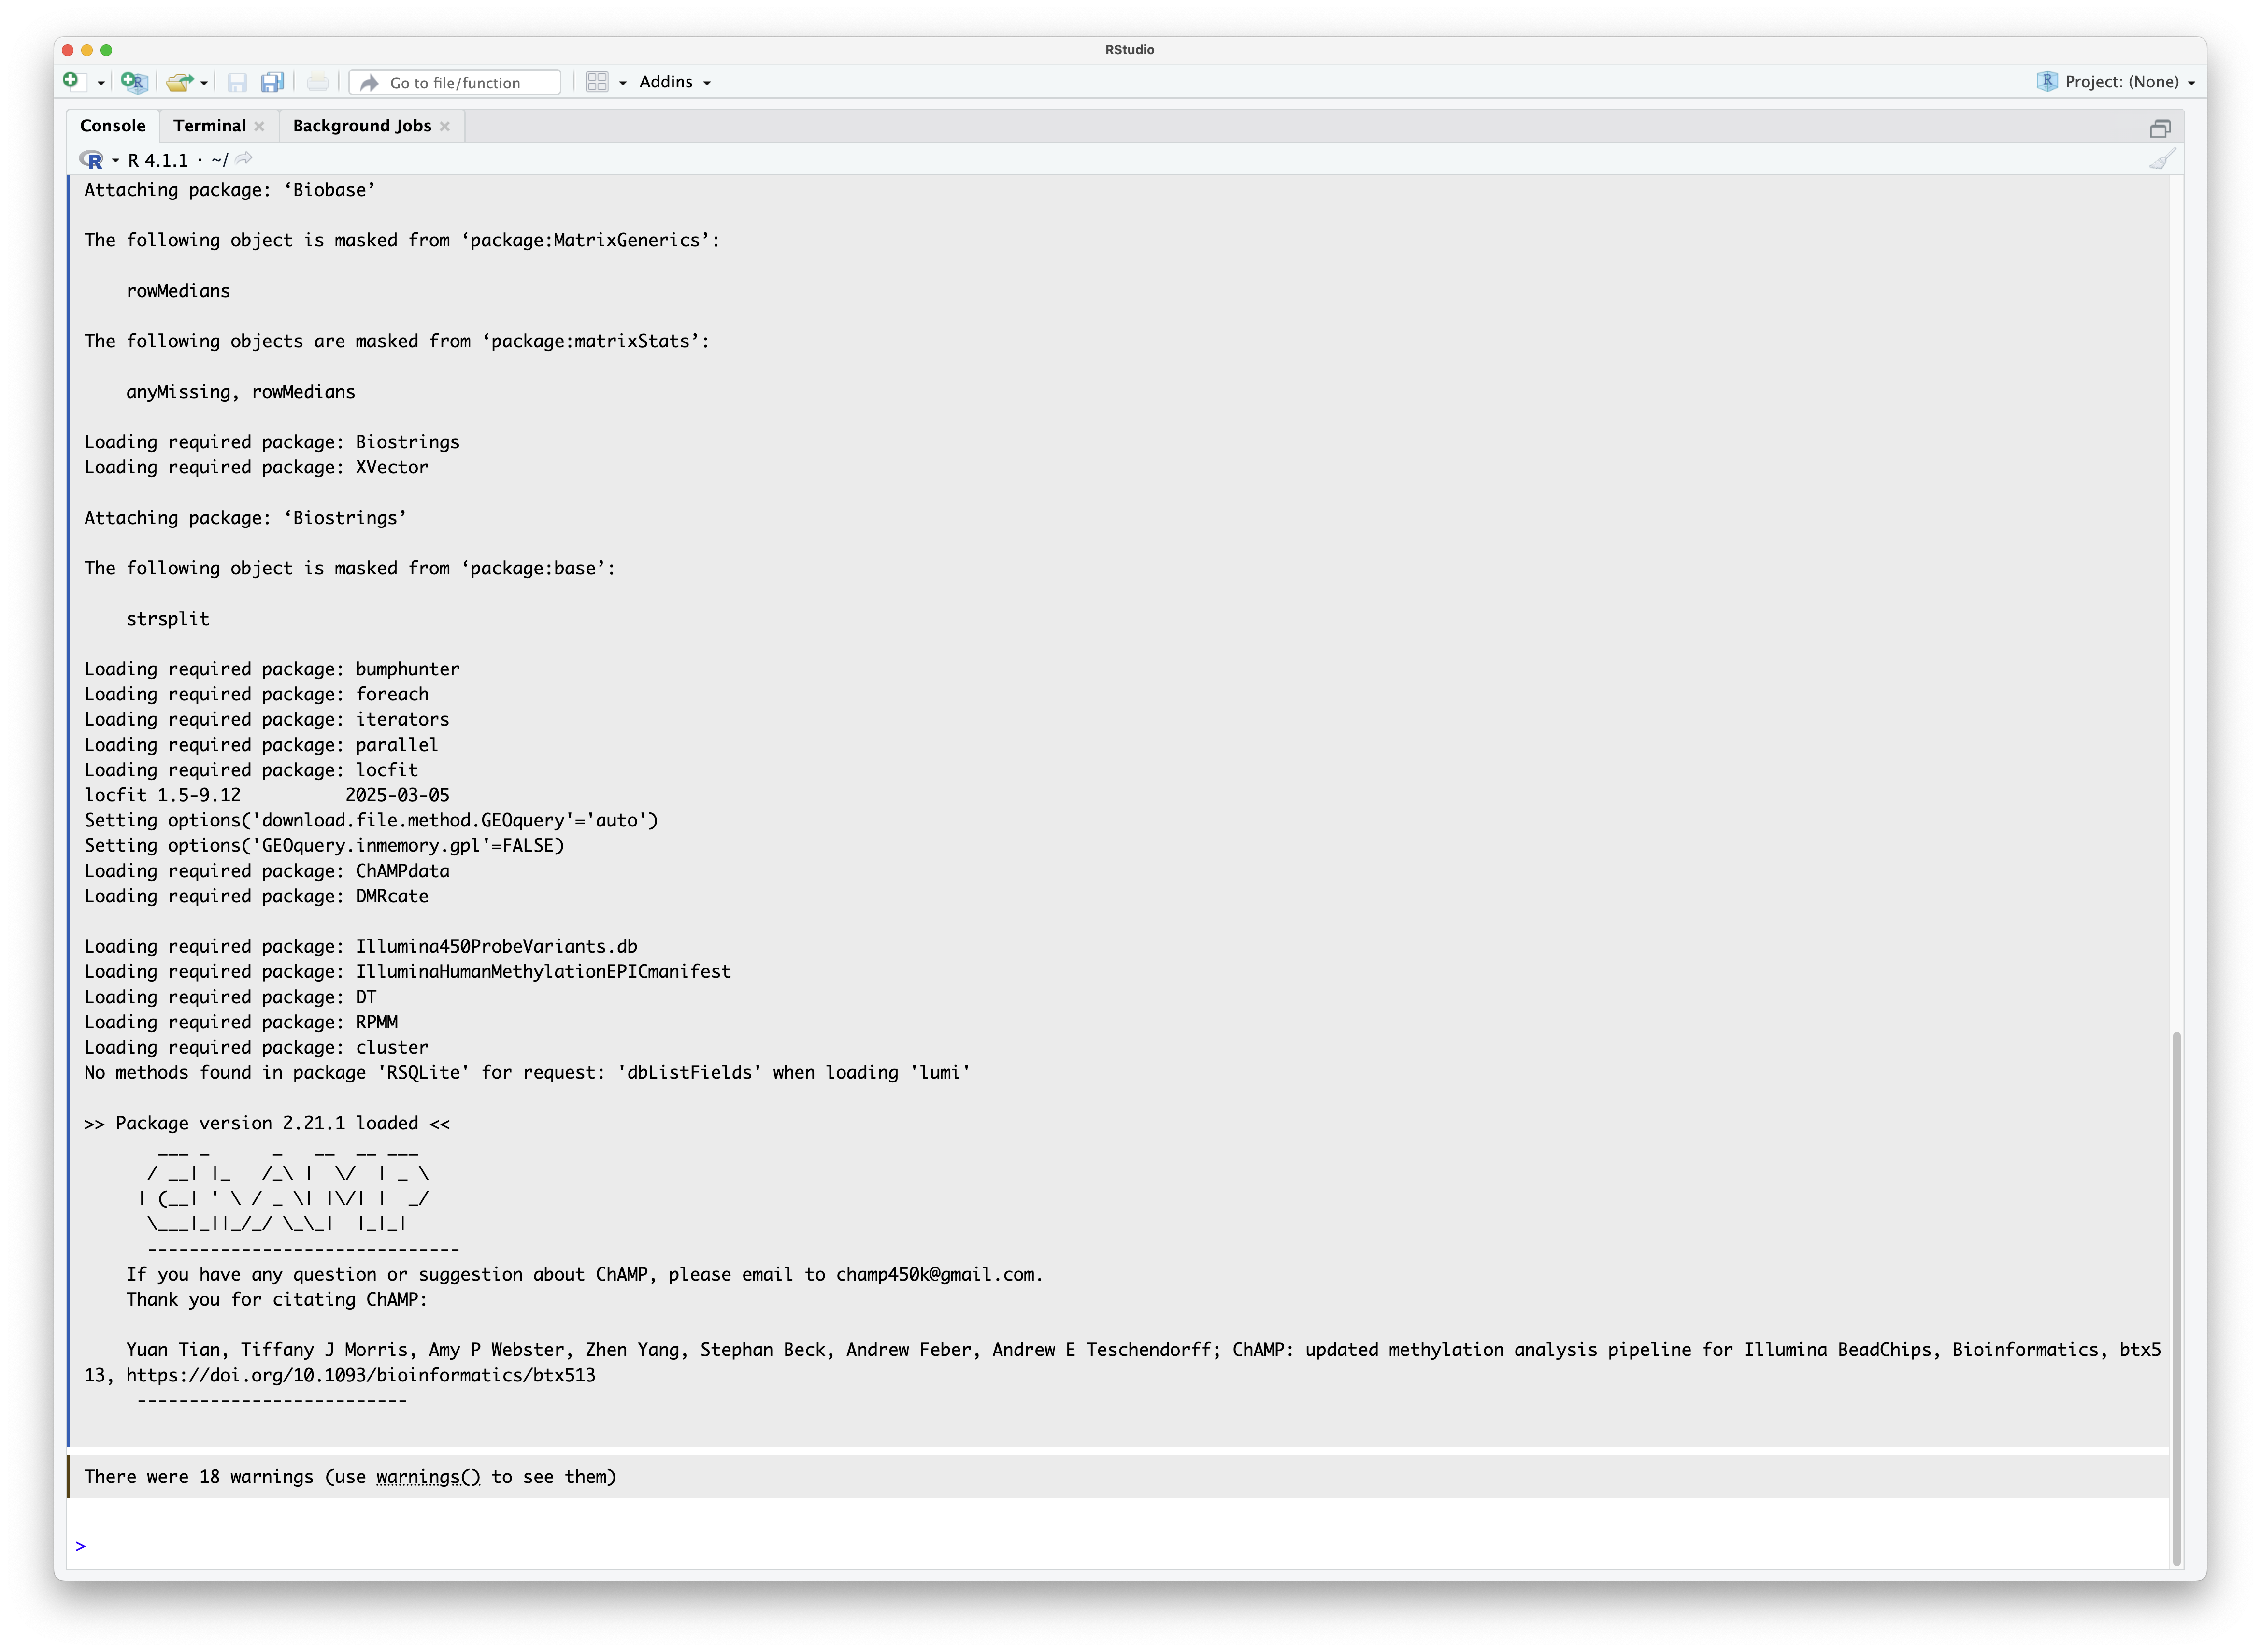 RStudio
Go to file/function
Addins
Project: (None)
Console
Terminal
Background Jobs
R 4.1.1 · ~/
Attaching package: ‘Biobase’
The following object is masked from ‘package:MatrixGenerics’:
    rowMedians
The following objects are masked from ‘package:matrixStats’:
    anyMissing, rowMedians
Loading required package: Biostrings
Loading required package: XVector
Attaching package: ‘Biostrings’
The following object is masked from ‘package:base’:
    strsplit
Loading required package: bumphunter
Loading required package: foreach
Loading required package: iterators
Loading required package: parallel
Loading required package: locfit
locfit 1.5-9.12          2025-03-05
Setting options('download.file.method.GEOquery'='auto')
Setting options('GEOquery.inmemory.gpl'=FALSE)
Loading required package: ChAMPdata
Loading required package: DMRcate
Loading required package: Illumina450ProbeVariants.db
Loading required package: IlluminaHumanMethylationEPICmanifest
Loading required package: DT
Loading required package: RPMM
Loading required package: cluster
No methods found in package 'RSQLite' for request: 'dbListFields' when loading 'lumi'
>> Package version 2.21.1 loaded <<
       ___ _      _   __  __ ___
      / __| |_   /_\ |  \/  | _ \
     | (__| ' \ / _ \| |\/| |  _/
      \___|_||_/_/ \_\_|  |_|_|
      ------------------------------
    If you have any question or suggestion about ChAMP, please email to champ450k@gmail.com.
    Thank you for citating ChAMP:
    Yuan Tian, Tiffany J Morris, Amy P Webster, Zhen Yang, Stephan Beck, Andrew Feber, Andrew E Teschendorff; ChAMP: updated methylation analysis pipeline for Illumina BeadChips, Bioinformatics, btx5
13, https://doi.org/10.1093/bioinformatics/btx513
     --------------------------
There were 18 warnings (use warnings() to see them)
>